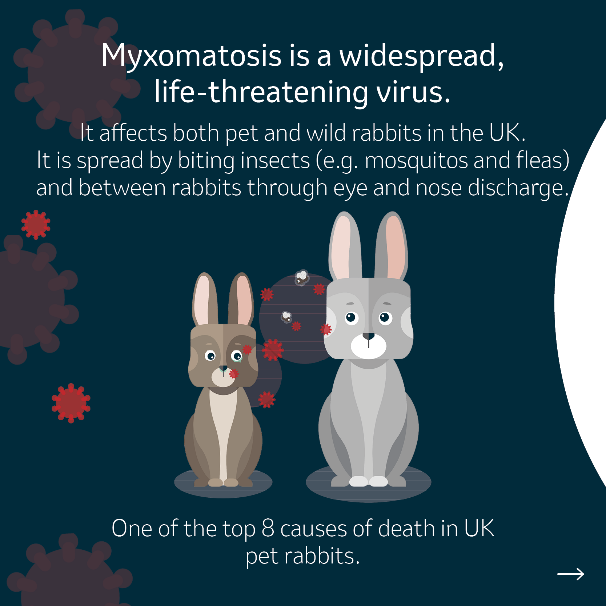 Myxomatosis is a widespread,
life-threatening virus.
It affects both pet and wild rabbits in the UK.
It is spread by biting insects (e.g. mosquitos and fleas)
and between rabbits through eye and nose discharge.
One of the top 8 causes of death in UK
pet rabbits.